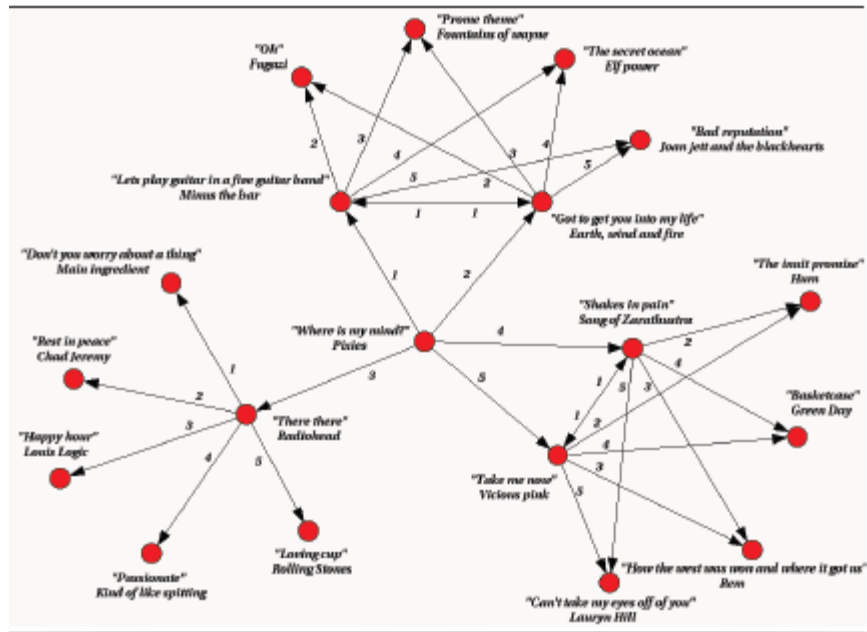 "Prome theme"
Fountains of wayne
"Oh"
Fugazi
"The secret ocean"
Elf power
"Bad reputation"
Joan jett and the blackhearts
2
3
4
5
3
2
4
5
"Lets play guitar in a five guitar band"
Minus the bar
1
1
"Got to get you into my life"
Earth, wind and fire
"Don't you worry about a thing"
Main ingredient
1
2
"The inuit promise"
Hum
"Shakes in pain"
Song of Zarathustra
"Where is my mind?"
Pixies
4
2
"Rest in peace"
Chad Jeremy
1
3
5
1
5
3
4
2
"Basketcase"
Green Day
"There there"
Radiohead
1
2
4
3
"Happy hour"
Louis Logic
3
4
5
"Take me now"
Vicious pink
5
"Loving cup"
Rolling Stones
"How the west was won and where it got us"
Rem
"Passionate"
Kind of like spitting
"Can't take my eyes off of you"
Lauryn Hill